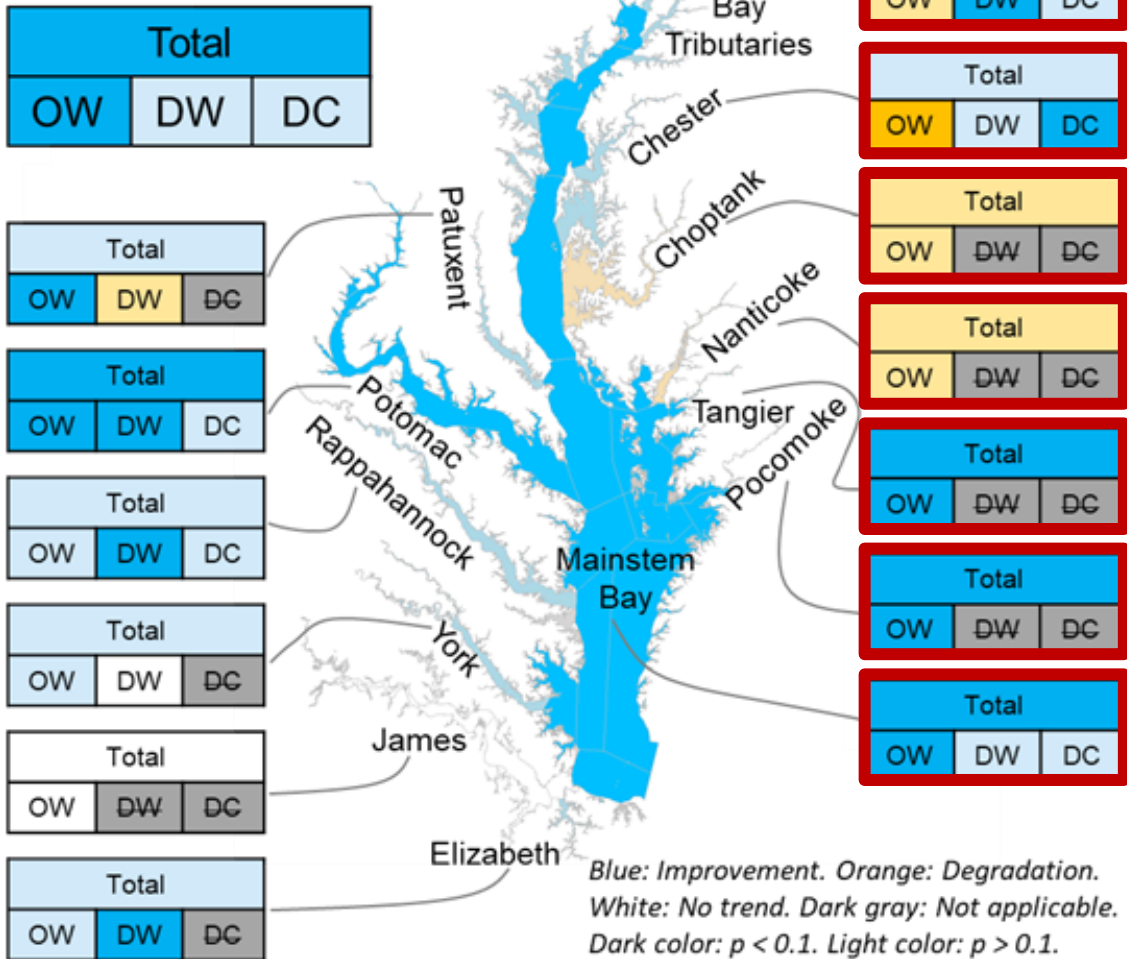 Total
OW DW DC
Total
OW DW DC
Total
OW DW DC
Total
OW DW DC
Total
OW DW DC
Total
OW DW DC
Total
OW DW DC
Bay
Tributaries
Chester
Choptank
Patuxent
Nanticoke
Tangier
Pocomoke
Potomac
Rappahannock
Mainstem
Bay
York
James
Elizabeth
OW DW DC
Total
OW DW DC
Total
OW DW DC
Total
OW DW DC
Total
OW DW DC
Total
OW DW DC
Total
OW DW DC
Blue: Improvement. Orange: Degradation.
White: No trend. Dark gray: Not applicable.
Dark color: p < 0.1. Light color: p > 0.1.